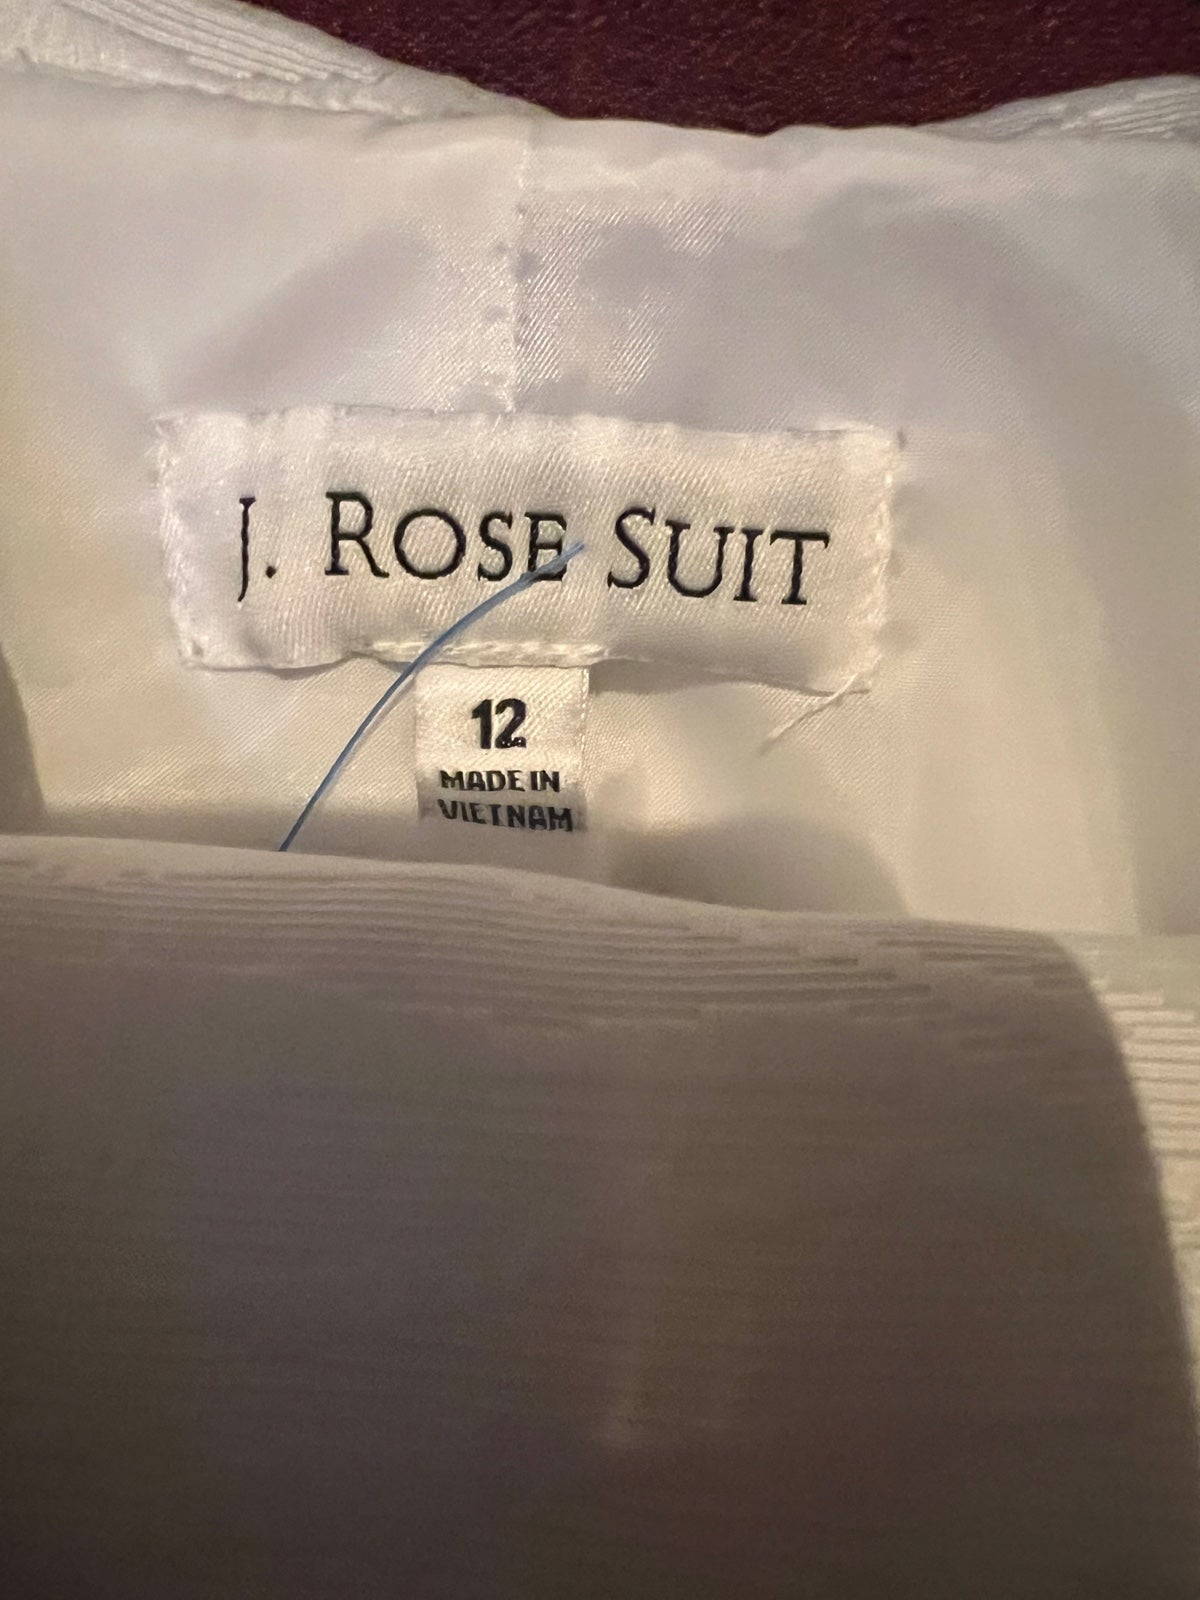 J. ROSE SUIT
12
MADE IN
VIETNAM